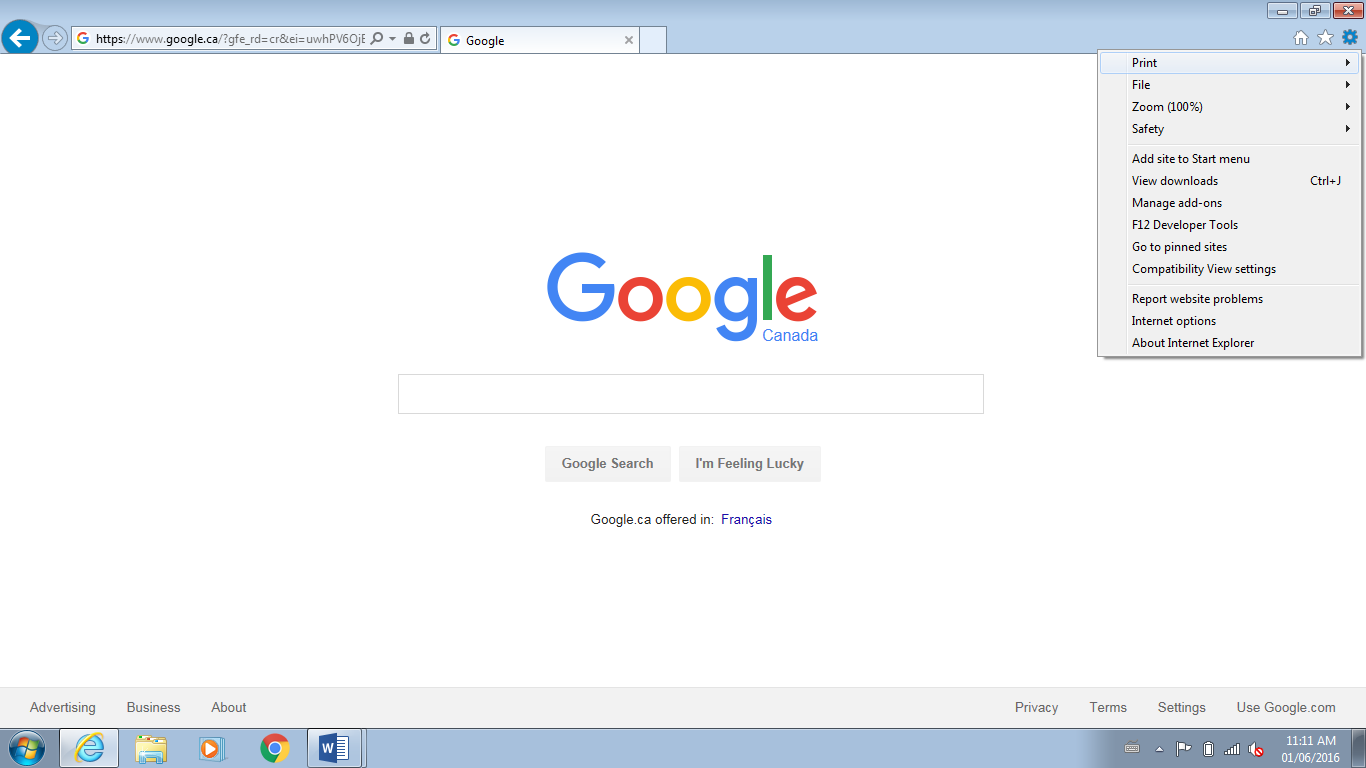 https://www.google.ca/?gfe_rd=cr&ei=uwhPV6OjE
Google
Print
File
Zoom (100%)
Safety
Add site to Start menu
View downloads Ctrl+J
Manage add-ons
F12 Developer Tools
Go to pinned sites
Compatibility View settings
Report website problems
Internet options
About Internet Explorer
Google
Canada
Google Search I'm Feeling Lucky
Google.ca offered in: Français
Advertising Business About Privacy Terms Settings Use Google.com
11:11 AM
01/06/2016